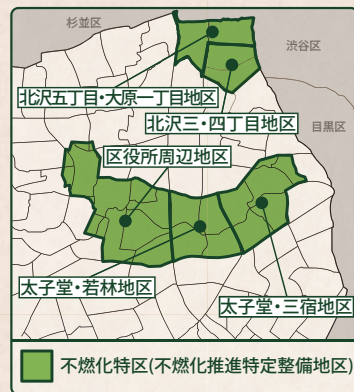 杉並区
渋谷区
北沢五丁目・大原一丁目地区
北沢三・四丁目地区
目黒区
区役所周辺地区
太子堂・若林地区
太子堂・三宿地区
不燃化特区(不燃化推進特定整備地区)